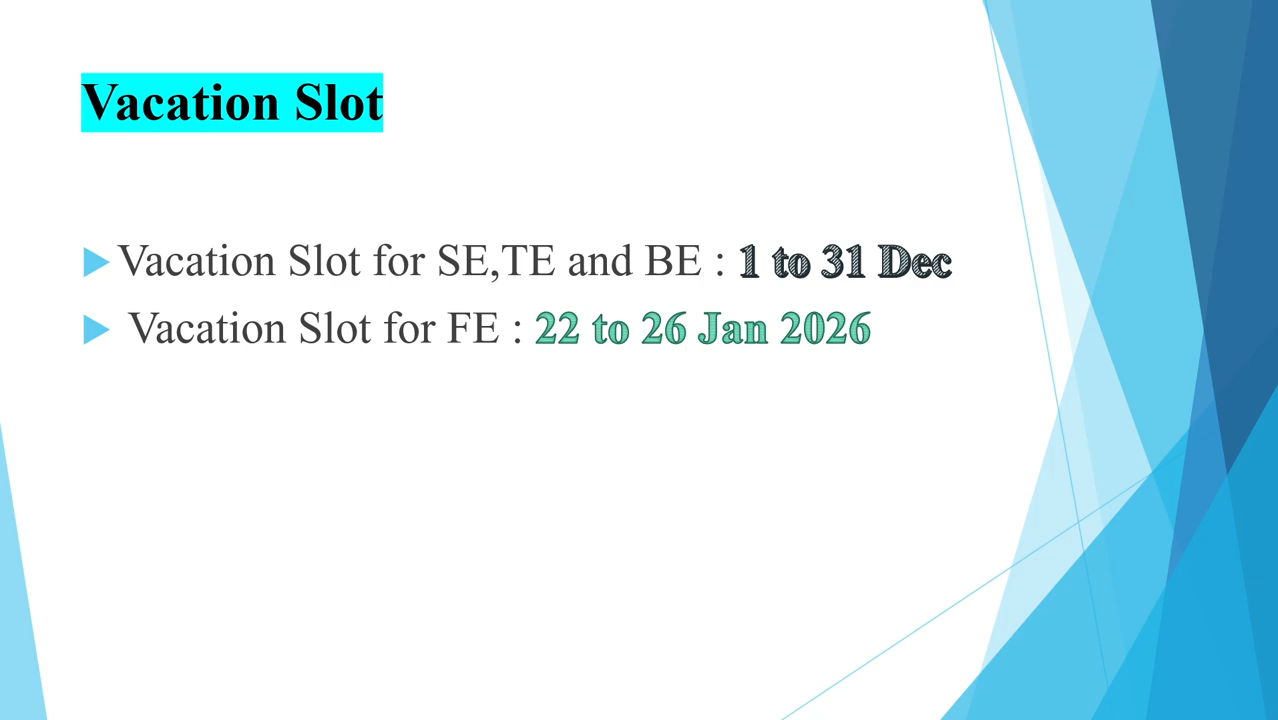 Vacation Slot
Vacation Slot for SE,TE and BE : 1 to 31 Dec
Vacation Slot for FE : 22 to 26 Jan 2026